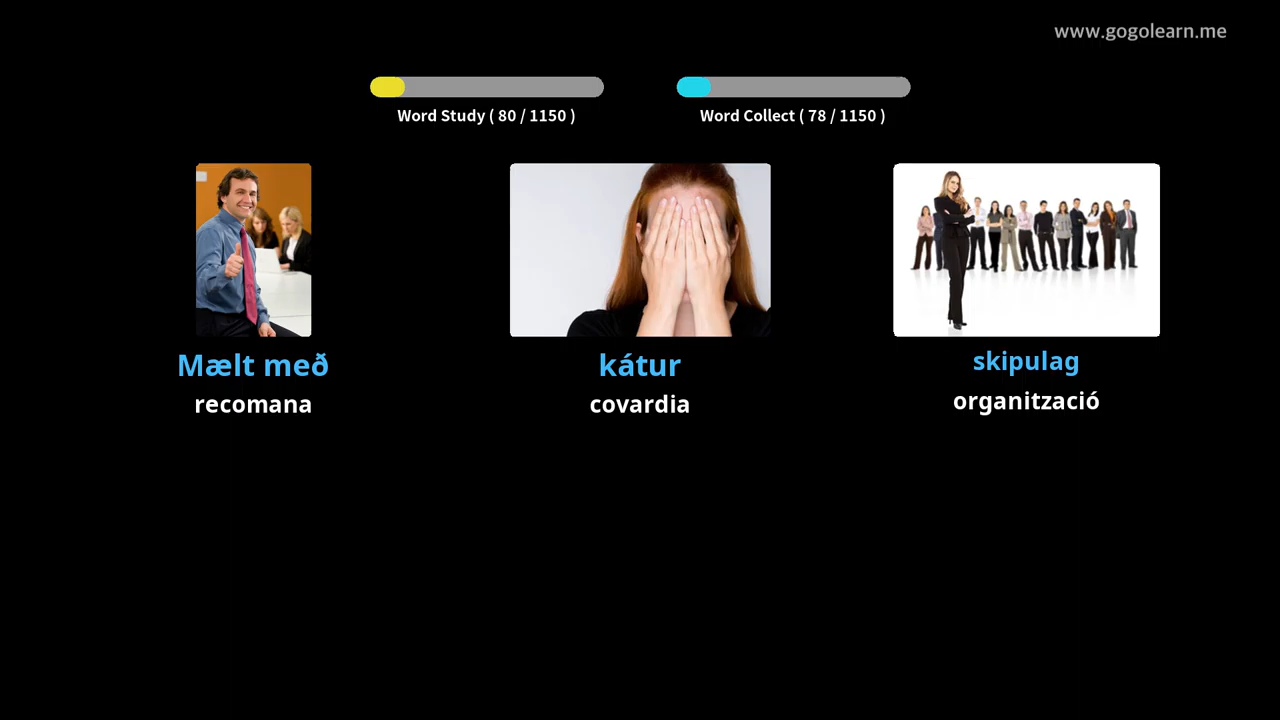 www.gogolearn.me
Word Study ( 80 / 1150 )
Word Collect ( 78 / 1150 )
Mælt með
recomana
kátur
covardia
skipulag
organització